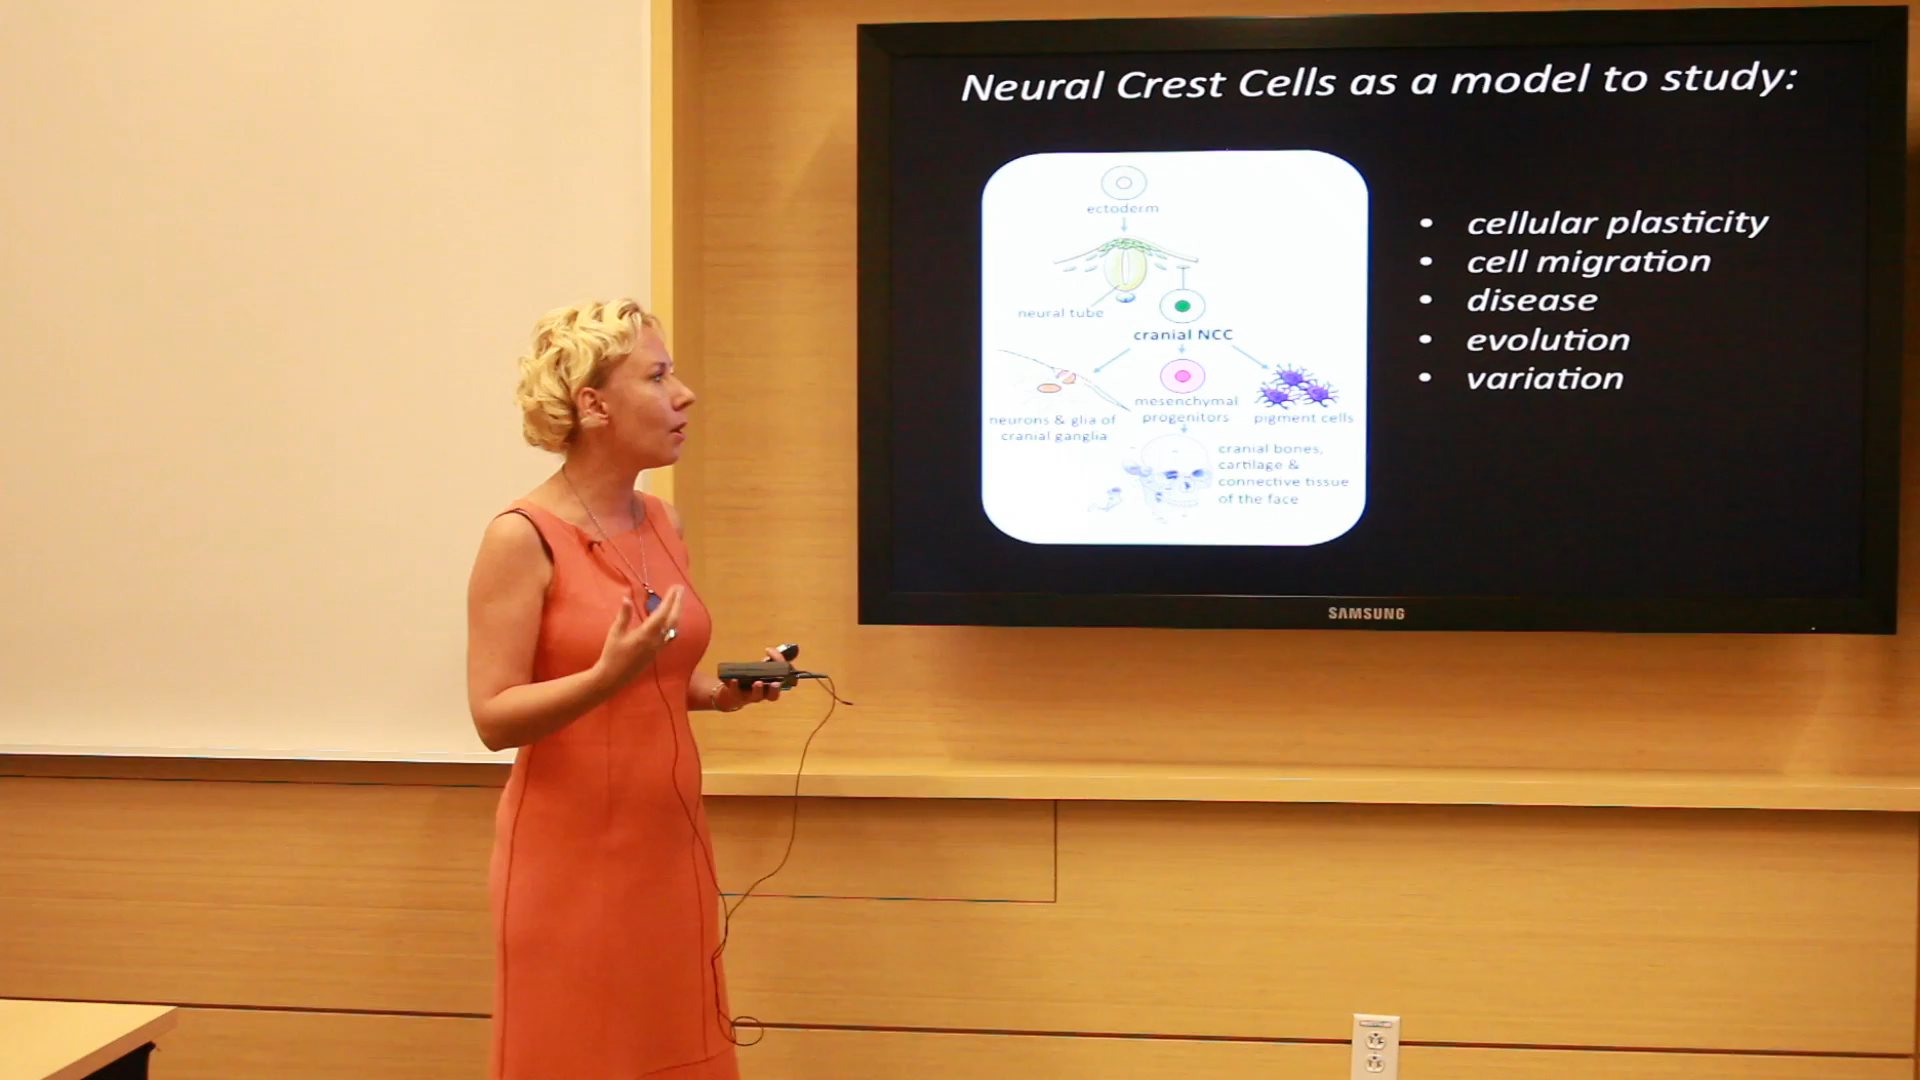 Neural Crest Cells as a model to study:
ectoderm
neural tube
cranial NCC
neurons & glia of
cranial ganglia
mesenchymal
progenitors
pigment cells
cranial bones,
cartilage &
connective tissue
of the face
• cellular plasticity
• cell migration
• disease
• evolution
• variation
SAMSUNG